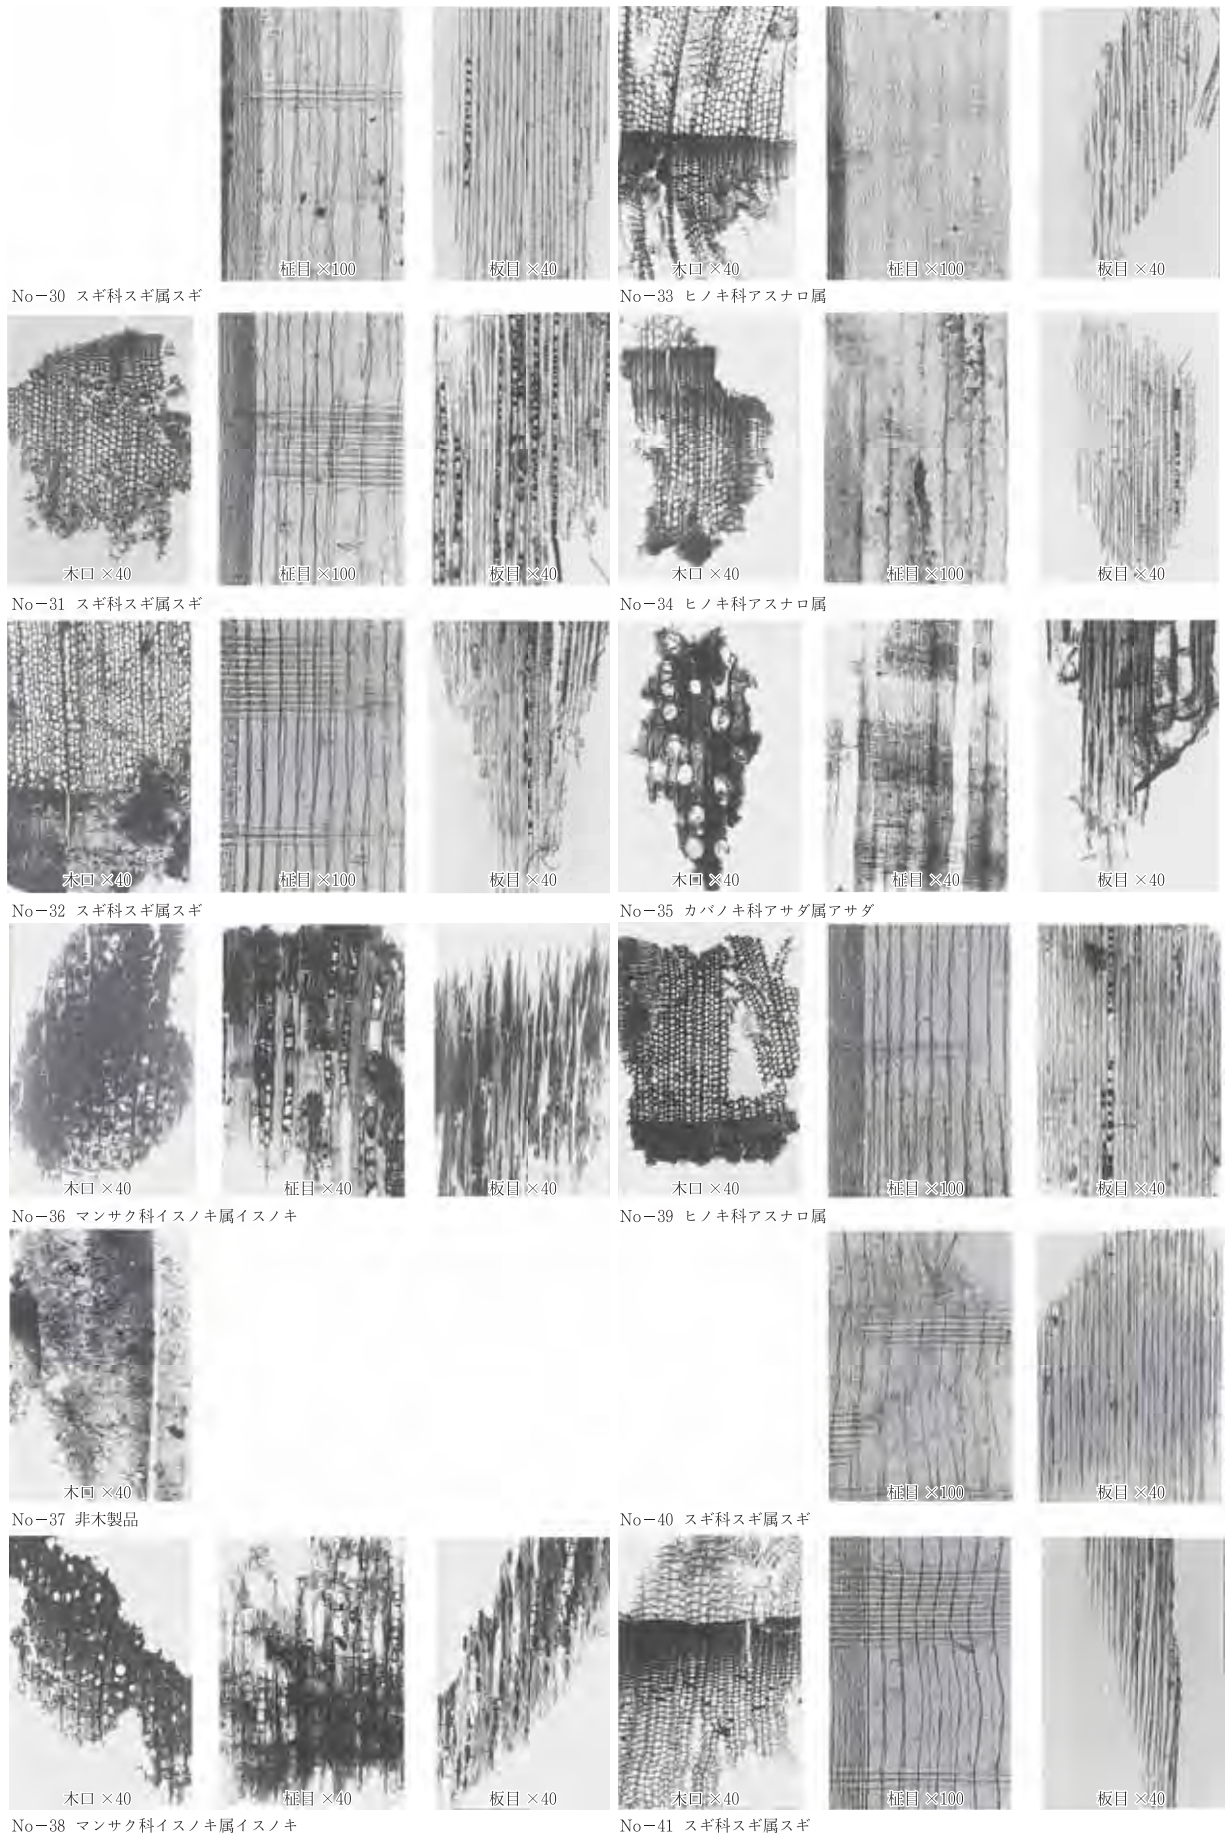 柾目 ×100
板目 ×40
No－30 スギ科スギ属スギ
木口 ×40
柾目 ×100
板目 ×40
No－33 ヒノキ科アスナロ属
木口 ×40
柾目 ×100
板目 ×40
No－31 スギ科スギ属スギ
木口 ×40
柾目 ×100
板目 ×40
No－34 ヒノキ科アスナロ属
木口 ×40
柾目 ×100
板目 ×40
No－32 スギ科スギ属スギ
木口 ×40
柾目 ×40
板目 ×40
No－35 カバノキ科アサダ属アサダ
木口 ×40
柾目 ×40
板目 ×40
No－36 マンサク科イスノキ属イスノキ
木口 ×40
柾目 ×100
板目 ×40
No－39 ヒノキ科アスナロ属
木口 ×40
No－37 非木製品
柾目 ×100
板目 ×40
No－40 スギ科スギ属スギ
木口 ×40
柾目 ×40
板目 ×40
No－38 マンサク科イスノキ属イスノキ
木口 ×40
柾目 ×100
板目 ×40
No－41 スギ科スギ属スギ